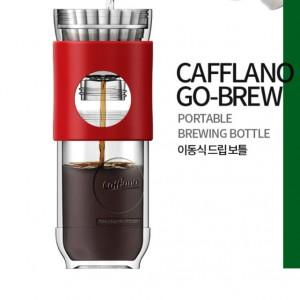 CAFFLANO
GO-BREW
PORTABLE
BREWING BOTTLE
이동식 드립 보틀
Cafflano